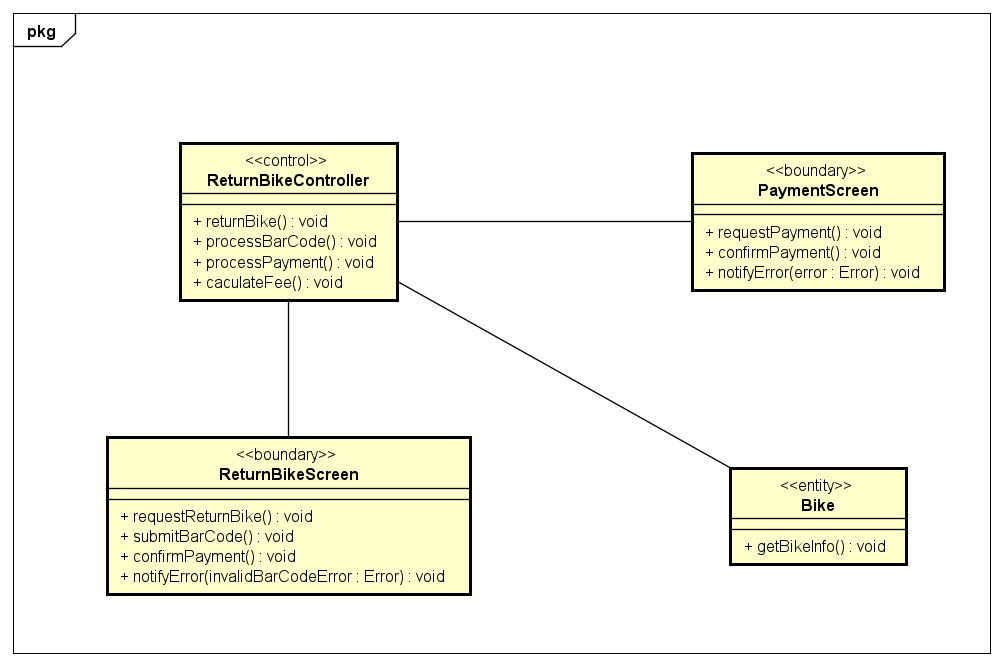 pkg
<<control>>
ReturnBikeController
+ returnBike() : void
+ processBarCode() : void
+ processPayment() : void
+ caculateFee() : void
<<boundary>>
PaymentScreen
+ requestPayment() : void
+ confirmPayment() : void
+ notifyError(error : Error) : void
<<boundary>>
ReturnBikeScreen
+ requestReturnBike() : void
+ submitBarCode() : void
+ confirmPayment() : void
+ notifyError(invalidBarCodeError : Error) : void
<<entity>>
Bike
+ getBikeInfo() : void